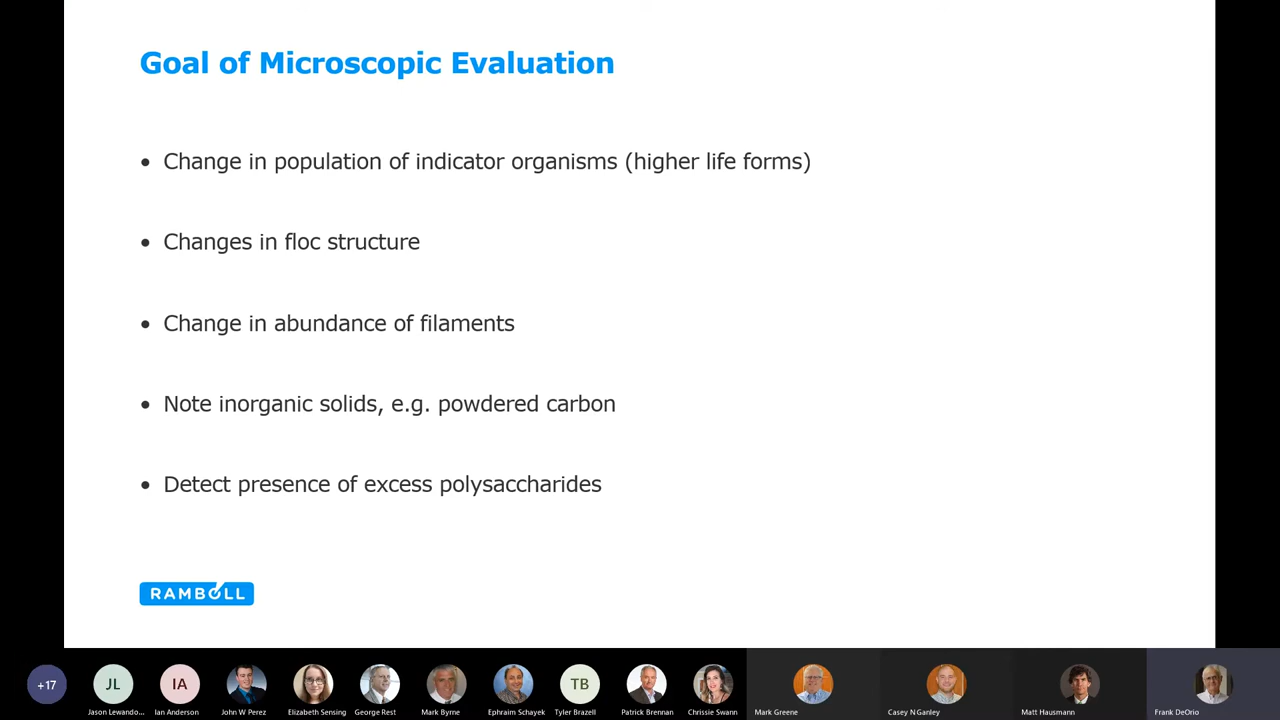 Goal of Microscopic Evaluation
• Change in population of indicator organisms (higher life forms)
• Changes in floc structure
• Change in abundance of filaments
• Note inorganic solids, e.g. powdered carbon
• Detect presence of excess polysaccharides
RAMBOLL
+17
JL
IA
TB
Jason Lewando...
Ian Anderson
John W Perez
Elizabeth Sensing
George Rest
Mark Byrne
Ephraim Schayek
Tyler Brazell
Patrick Brennan
Chrissie Swann
Mark Greene
Casey N Ganley
Matt Hausmann
Frank DeOrio